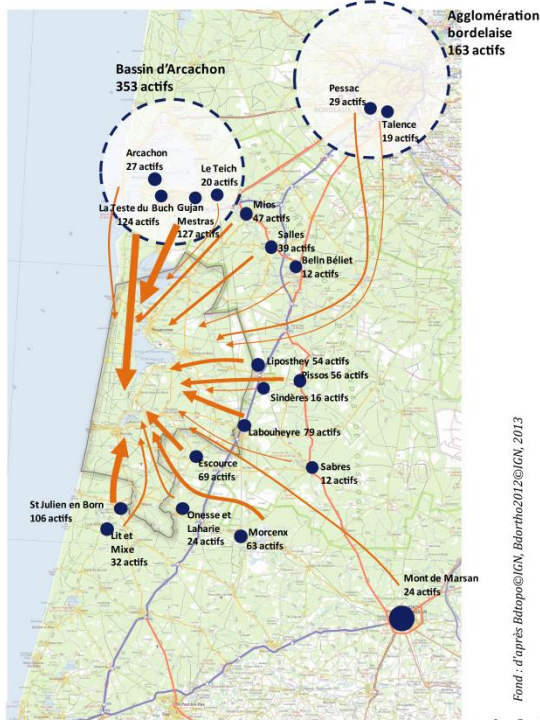 Agglomération
bordelaise
163 actifs
Bassin d'Arcachon
353 actifs
Pessac
29 actifs
Talence
19 actifs
Arcachon
27 actifs
Le Teich
20 actifs
La Teste du Buch
124 actifs
Gujan
Mestras
127 actifs
Mios
47 actifs
Salles
39 actifs
Belin Béliet
12 actifs
Liposthey 54 actifs
Pissos 56 actifs
Sindères 16 actifs
Labouheyre 79 actifs
Escource
69 actifs
Sabres
12 actifs
St Julien en Born
106 actifs
Lit et
Mixe
32 actifs
Onesse et
Laharie
24 actifs
Morcenx
63 actifs
Mont de Marsan
24 actifs
Fond : d'après Bdtopo©IGN, Bdortho2012©IGN, 2013